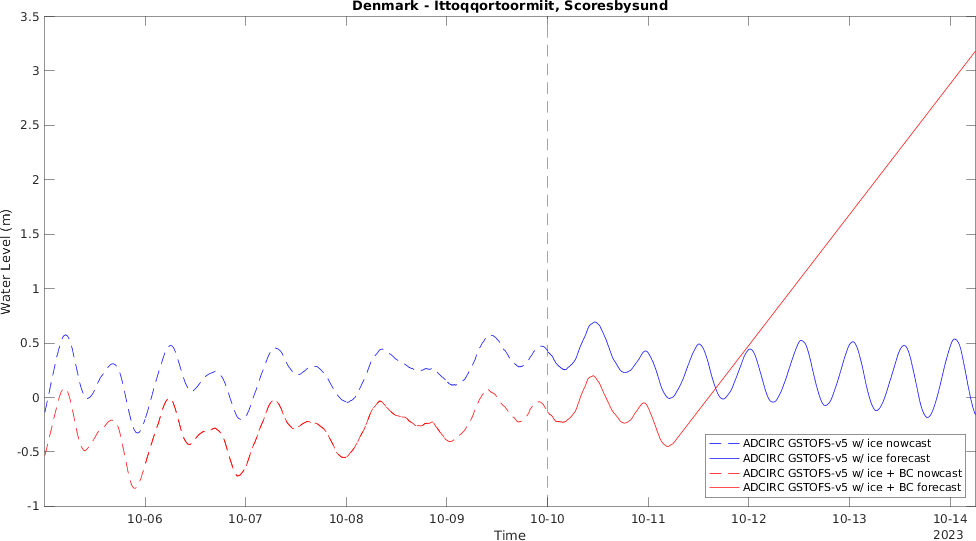 Denmark - Ittoqqortoormiit, Scoresbysund
3.5
3
2.5
2
1.5
1
0.5
0
-0.5
-1
Water Level (m)
ADCIRC GSTOFS-v5 w/ ice nowcast
ADCIRC GSTOFS-v5 w/ ice forecast
ADCIRC GSTOFS-v5 w/ ice + BC nowcast
ADCIRC GSTOFS-v5 w/ ice + BC forecast
10-06 10-07 10-08 10-09 10-10 10-11 10-12 10-13 10-14
Time
2023